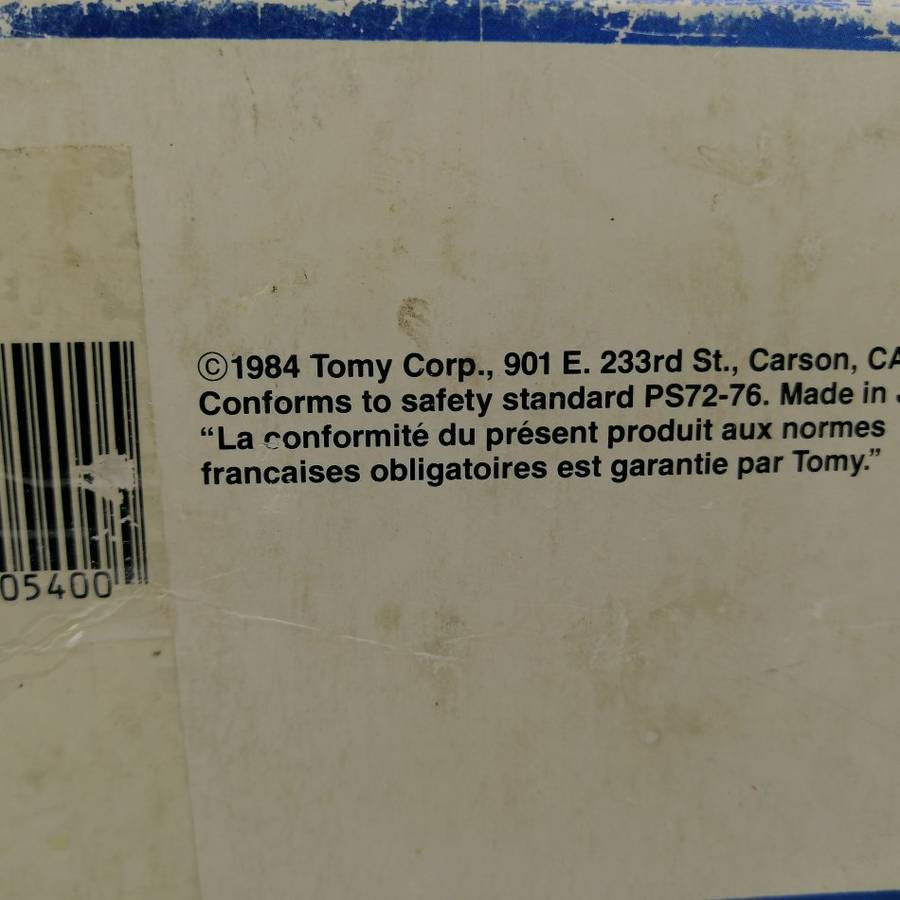 ©1984 Tomy Corp., 901 E. 233rd St., Carson, CA
Conforms to safety standard PS72-76. Made in
“La conformité du présent produit aux normes
francaises obligatoires est garantie par Tomy.”
05400